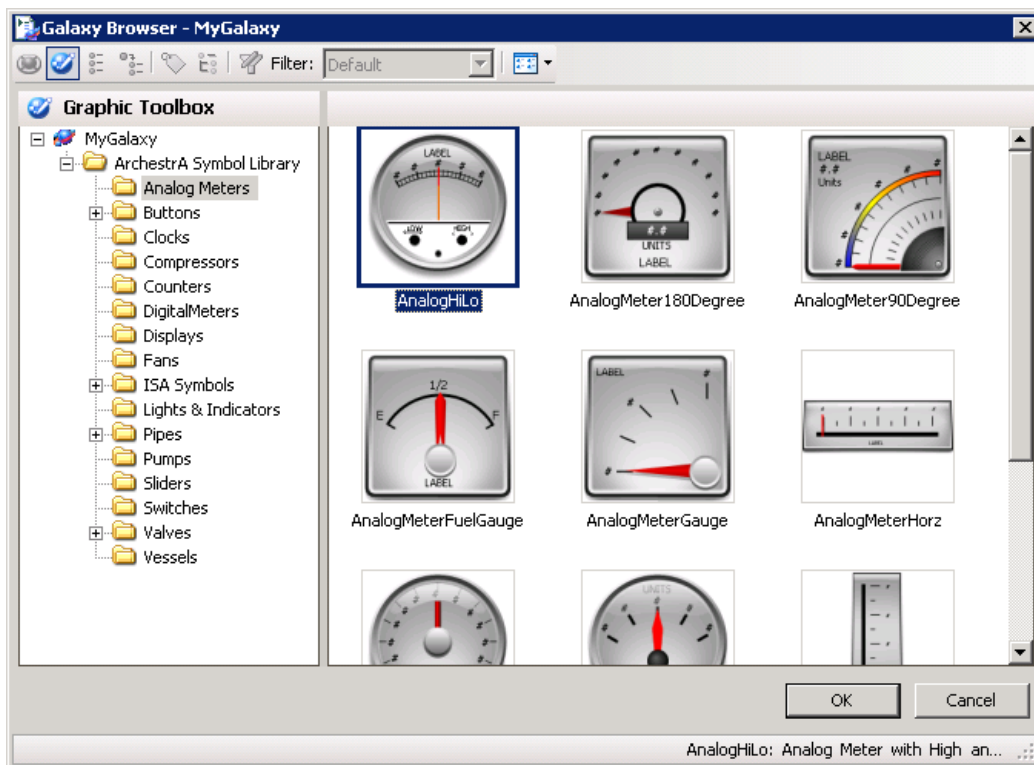 Galaxy Browser - MyGalaxy
Filter: Default
Graphic Toolbox
MyGalaxy
ArchestrA Symbol Library
Analog Meters
Buttons
Clocks
Compressors
Counters
DigitalMeters
Displays
Fans
ISA Symbols
Lights & Indicators
Pipes
Pumps
Sliders
Switches
Valves
Vessels
LABEL
LOW HIGH
AnalogHiLo
#.#
UNITS
LABEL
AnalogMeter180Degree
LABEL
#.#
Units
AnalogMeter90Degree
1/2
E F
LABEL
AnalogMeterFuelGauge
LABEL
AnalogMeterGauge
LABEL
AnalogMeterHorz
UNITS
OK Cancel
AnalogHiLo: Analog Meter with High an...